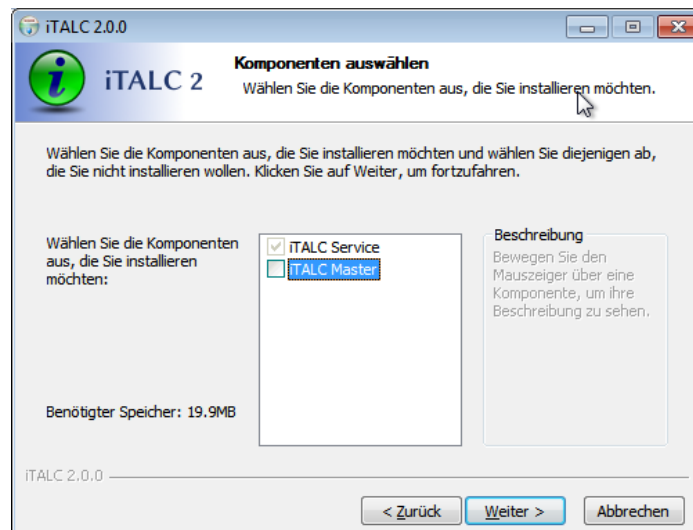 iTALC 2.0.0
iTALC 2
Komponenten auswählen
Wählen Sie die Komponenten aus, die Sie installieren möchten.
Wählen Sie die Komponenten aus, die Sie installieren möchten und wählen Sie diejenigen ab,
die Sie nicht installieren wollen. Klicken Sie auf Weiter, um fortzufahren.
Wählen Sie die Komponenten
aus, die Sie installieren
möchten:
iTALC Service
iTALC Master
Beschreibung
Bewegen Sie den
Mauszeiger über eine
Komponente, um ihre
Beschreibung zu sehen.
Benötigter Speicher: 19.9MB
iTALC 2.0.0
< Zurück
Weiter >
Abbrechen